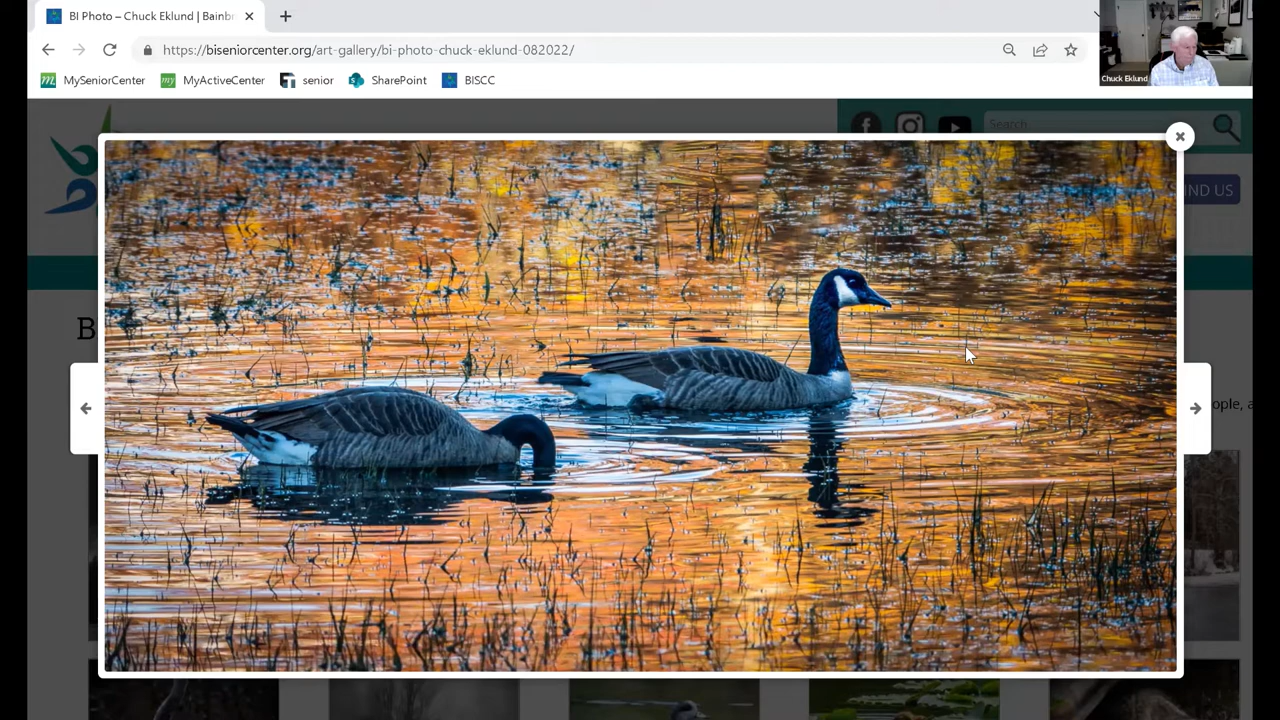 BI Photo – Chuck Eklund | Bainbr
https://biseniorcenter.org/art-gallery/bi-photo-chuck-eklund-082022/
MySeniorCenter MyActiveCenter senior SharePoint BISCC
Chuck Eklund
Search
IND US
B
ople, a